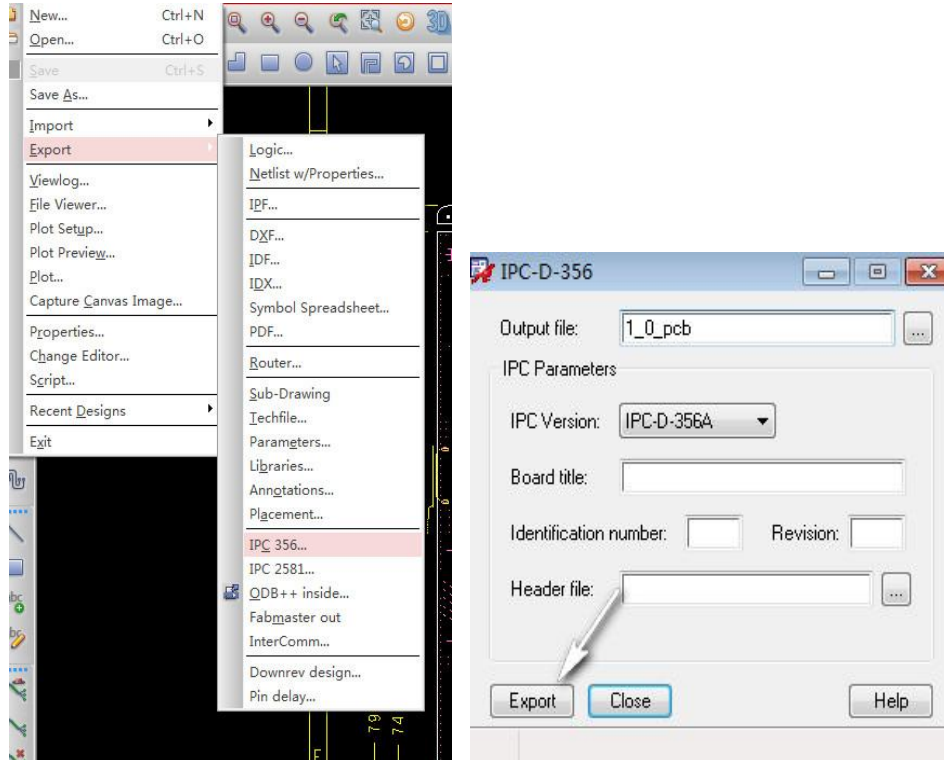 New... Ctrl+N
Open... Ctrl+O
Save Ctrl+S
Save As...
Import
Export
Viewlog...
File Viewer...
Plot Setup...
Plot Preview...
Plot...
Capture Canvas Image...
Properties...
Change Editor...
Script...
Recent Designs
Exit
3D
Logic...
Netlist w/Properties...
IPF...
DXF...
IDF...
IDX...
Symbol Spreadsheet...
PDF...
Router...
Sub-Drawing
Techfile...
Parameters...
Libraries...
Annotations...
Placement...
IPC 356...
IPC 2581...
ODB++ inside...
Fabmaster out
InterComm...
Downrev design...
Pin delay...
79
74
F
IPC-D-356
Output file: 1_0_pcb ...
IPC Parameters
IPC Version: IPC-D-356A
Board title:
Identification number: Revision:
Header file: ...
Export Close Help